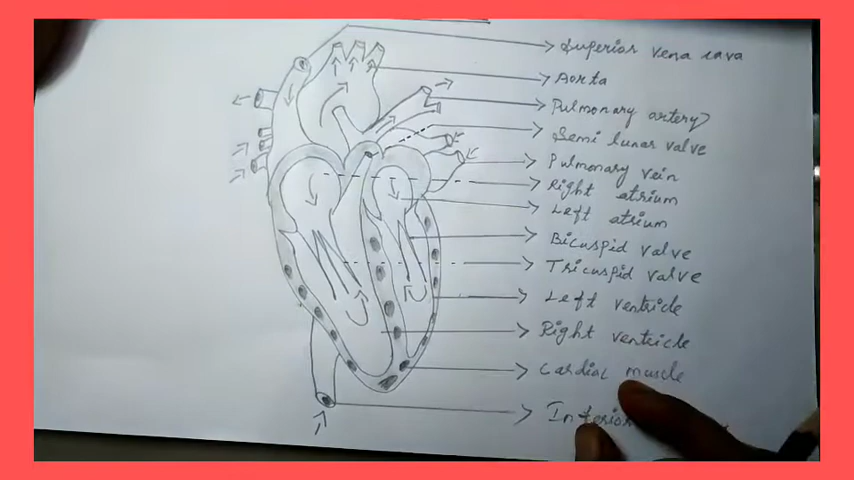 Superior vena cava
Aorta
Pulmonary artery
Semi lunar valve
Pulmonary vein
Right atrium
Left atrium
Bicuspid valve
Tricuspid valve
Left ventricle
Right ventricle
Cardiac muscle
Inferior